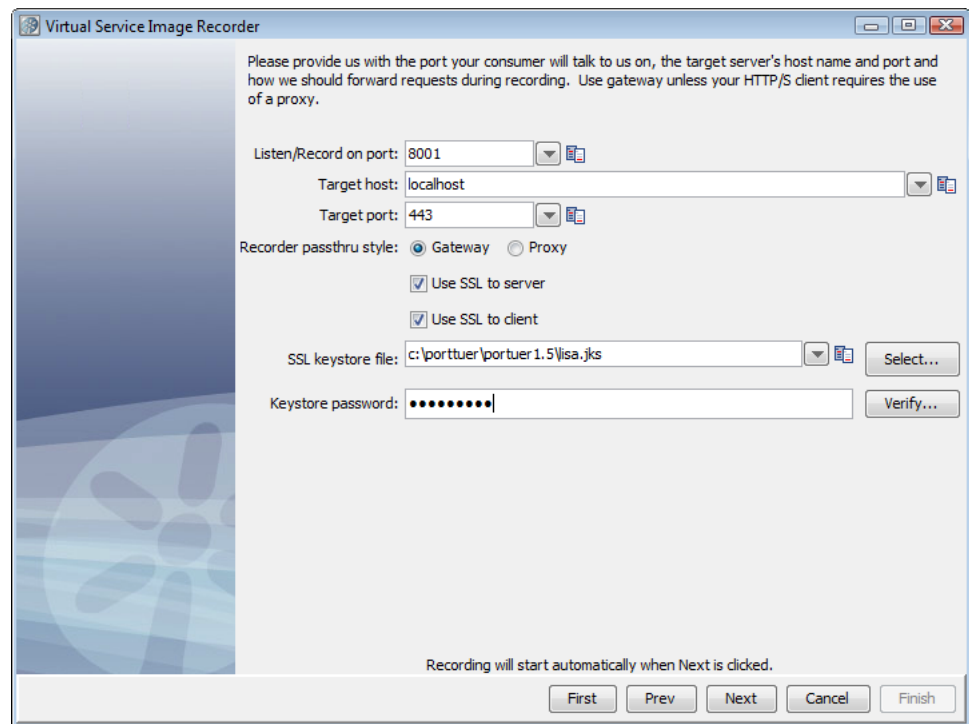 Virtual Service Image Recorder
Please provide us with the port your consumer will talk to us on, the target server's host name and port and
how we should forward requests during recording. Use gateway unless your HTTP/S client requires the use
of a proxy.
Listen/Record on port: 8001
Target host: localhost
Target port: 443
Recorder passthru style: Gateway Proxy
Use SSL to server
Use SSL to client
SSL keystore file: c:\porttuer\portuer1.5\lisa.jks Select...
Keystore password: ●●●●●●●●● Verify...
Recording will start automatically when Next is clicked.
First Prev Next Cancel Finish